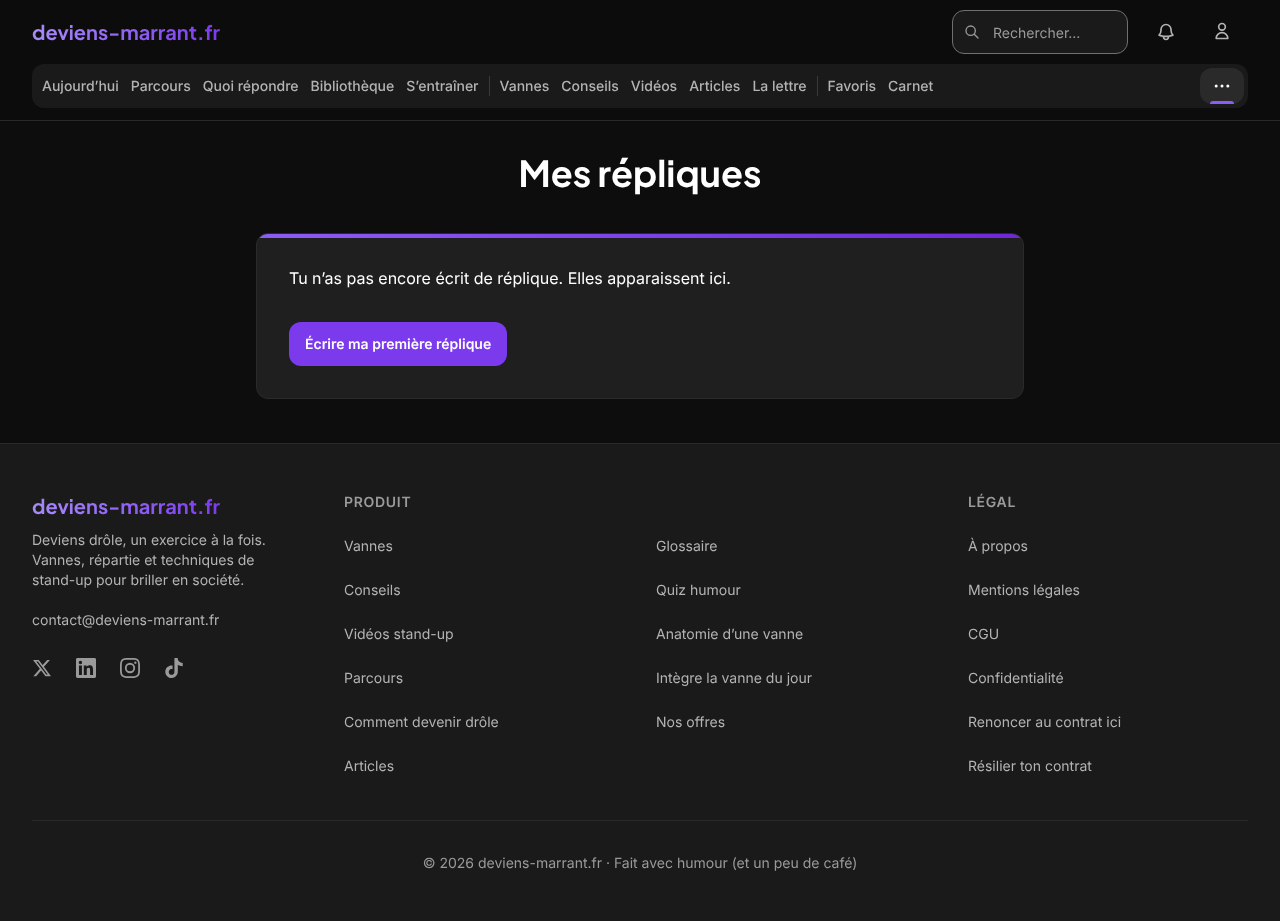 deviens-marrant.fr
Rechercher...
Aujourd’hui Parcours Quoi répondre Bibliothèque S’entraîner Vannes Conseils Vidéos Articles La lettre Favoris Carnet
Mes répliques
Tu n’as pas encore écrit de réplique. Elles apparaissent ici.
Écrire ma première réplique
deviens-marrant.fr
Deviens drôle, un exercice à la fois.
Vannes, répartie et techniques de
stand-up pour briller en société.
contact@deviens-marrant.fr
PRODUIT
Vannes
Conseils
Vidéos stand-up
Parcours
Comment devenir drôle
Articles
Glossaire
Quiz humour
Anatomie d’une vanne
Intègre la vanne du jour
Nos offres
LÉGAL
À propos
Mentions légales
CGU
Confidentialité
Renoncer au contrat ici
Résilier ton contrat
© 2026 deviens-marrant.fr · Fait avec humour (et un peu de café)